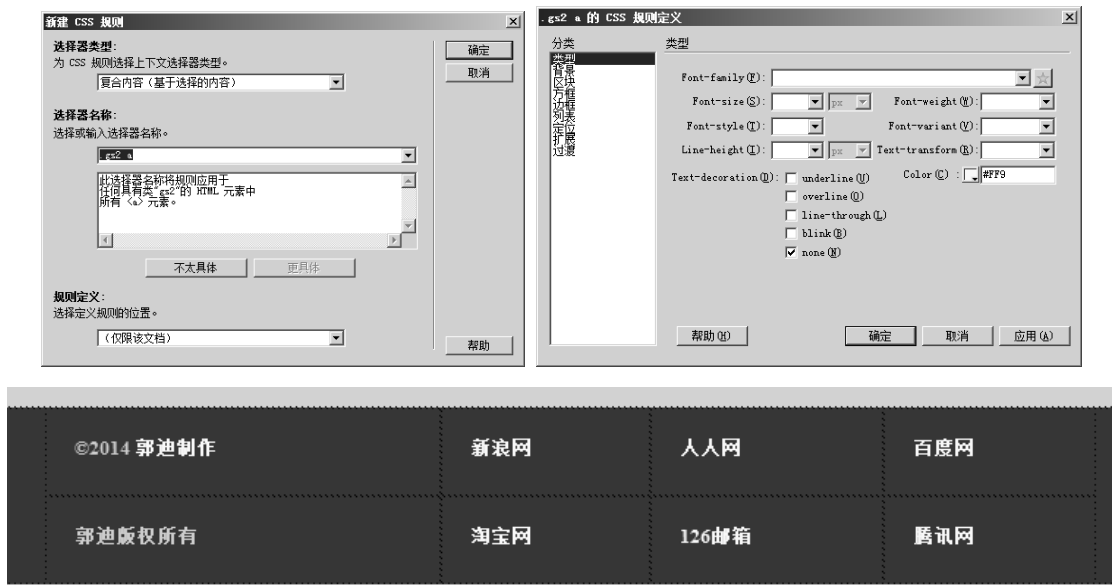 新建 CSS 规则
选择器类型:
为 CSS 规则选择上下文选择器类型。
复合内容（基于选择的内容）
确定
取消
选择器名称:
选择或输入选择器名称。
.gs2 a
此选择器名称将规则应用于
任何具有类“gs2”的 HTML 元素中
所有 <a> 元素。
不太具体
更具体
规则定义:
选择定义规则的位置。
（仅限该文档）
帮助
.gs2 a 的 CSS 规则定义
分类
类型
背景
区块
方框
边框
列表
定位
扩展
过渡
类型
Font-family(F):
Font-size(S): px Font-weight(W):
Font-style(T): Font-variant(V):
Line-height(I): px Text-transform(R):
Text-decoration(D): underline(U) Color(C) : #FF9
overline(O)
line-through(L)
blink(B)
none(N)
帮助(H) 确定 取消 应用(A)
©2014 郭迪制作 新浪网 人人网 百度网
郭迪版权所有 淘宝网 126邮箱 腾讯网